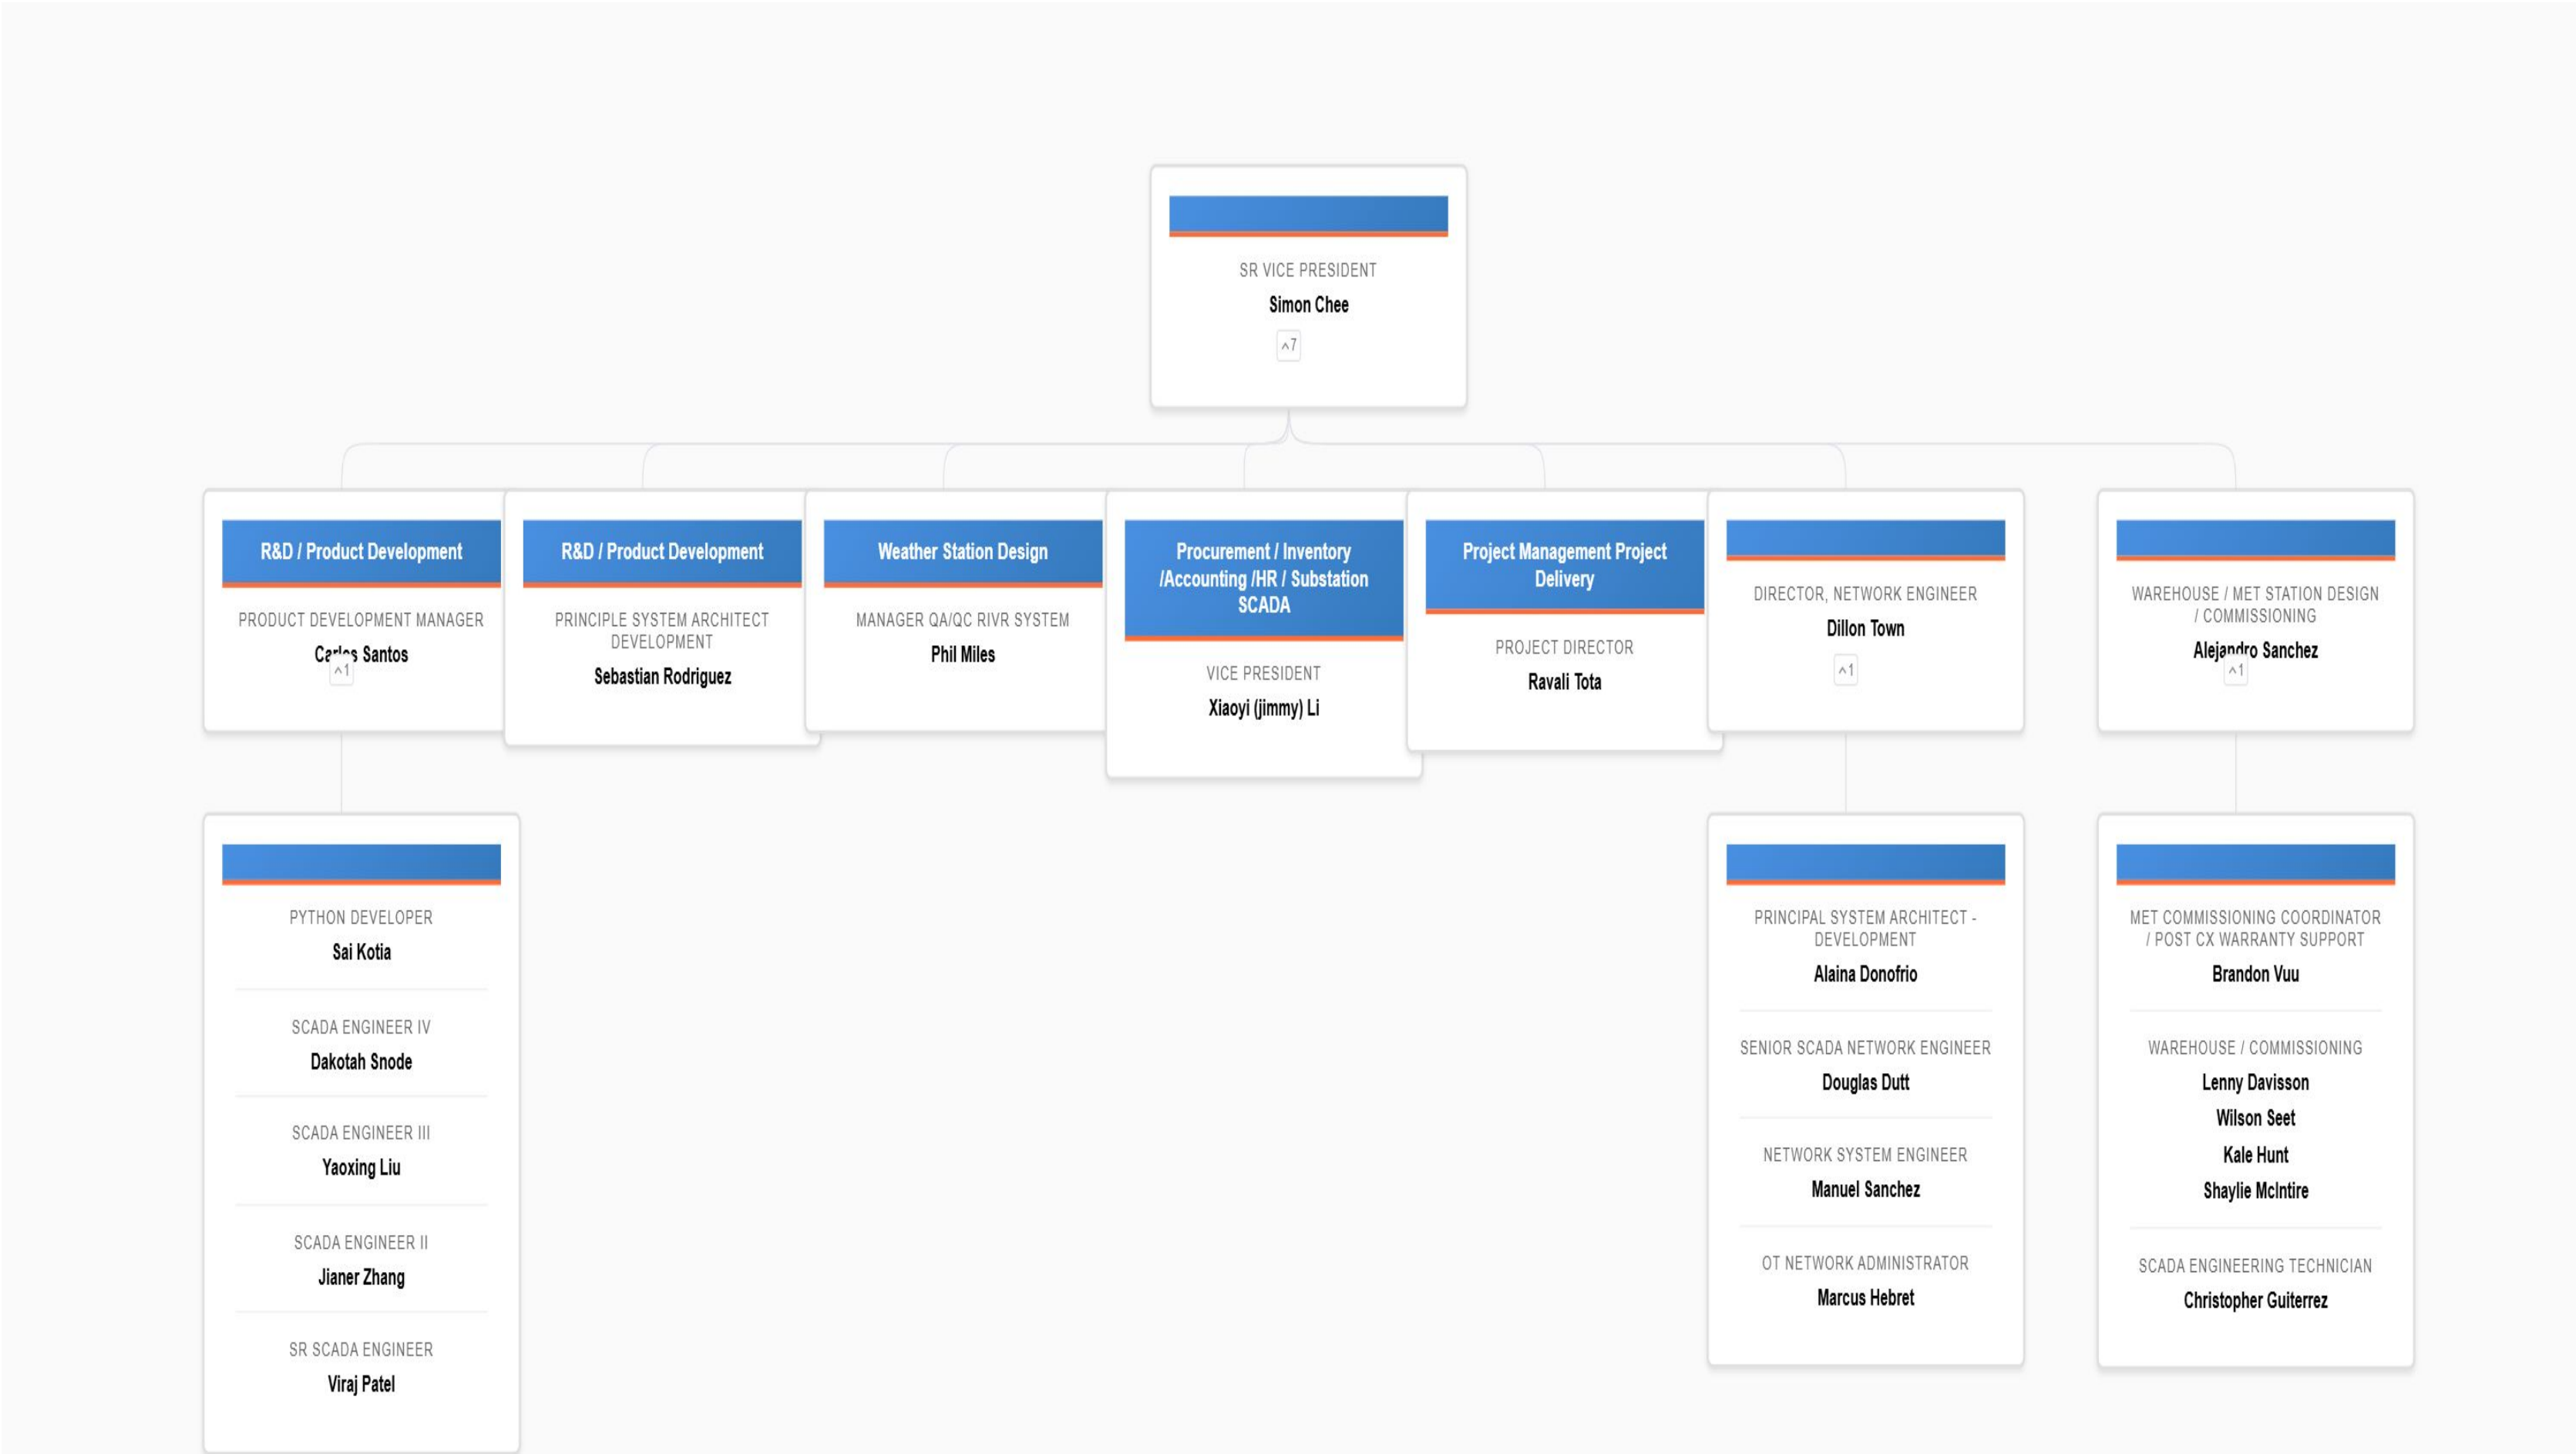 SR VICE PRESIDENT
Simon Chee
^7
R&D / Product Development
PRODUCT DEVELOPMENT MANAGER
Carlos Santos
^1
R&D / Product Development
PRINCIPLE SYSTEM ARCHITECT
DEVELOPMENT
Sebastian Rodriguez
Weather Station Design
MANAGER QA/QC RIVR SYSTEM
Phil Miles
Procurement / Inventory
/Accounting /HR / Substation
SCADA
VICE PRESIDENT
Xiaoyi (jimmy) Li
Project Management Project
Delivery
PROJECT DIRECTOR
Ravali Tota
DIRECTOR, NETWORK ENGINEER
Dillon Town
^1
WAREHOUSE / MET STATION DESIGN
/ COMMISSIONING
Alejandro Sanchez
^1
PYTHON DEVELOPER
Sai Kotia
SCADA ENGINEER IV
Dakotah Snode
SCADA ENGINEER III
Yaoxing Liu
SCADA ENGINEER II
Jianer Zhang
SR SCADA ENGINEER
Viraj Patel
PRINCIPAL SYSTEM ARCHITECT -
DEVELOPMENT
Alaina Donofrio
SENIOR SCADA NETWORK ENGINEER
Douglas Dutt
NETWORK SYSTEM ENGINEER
Manuel Sanchez
OT NETWORK ADMINISTRATOR
Marcus Hebret
MET COMMISSIONING COORDINATOR
/ POST CX WARRANTY SUPPORT
Brandon Vuu
WAREHOUSE / COMMISSIONING
Lenny Davisson
Wilson Seet
Kale Hunt
Shaylie McIntire
SCADA ENGINEERING TECHNICIAN
Christopher Guiterrez